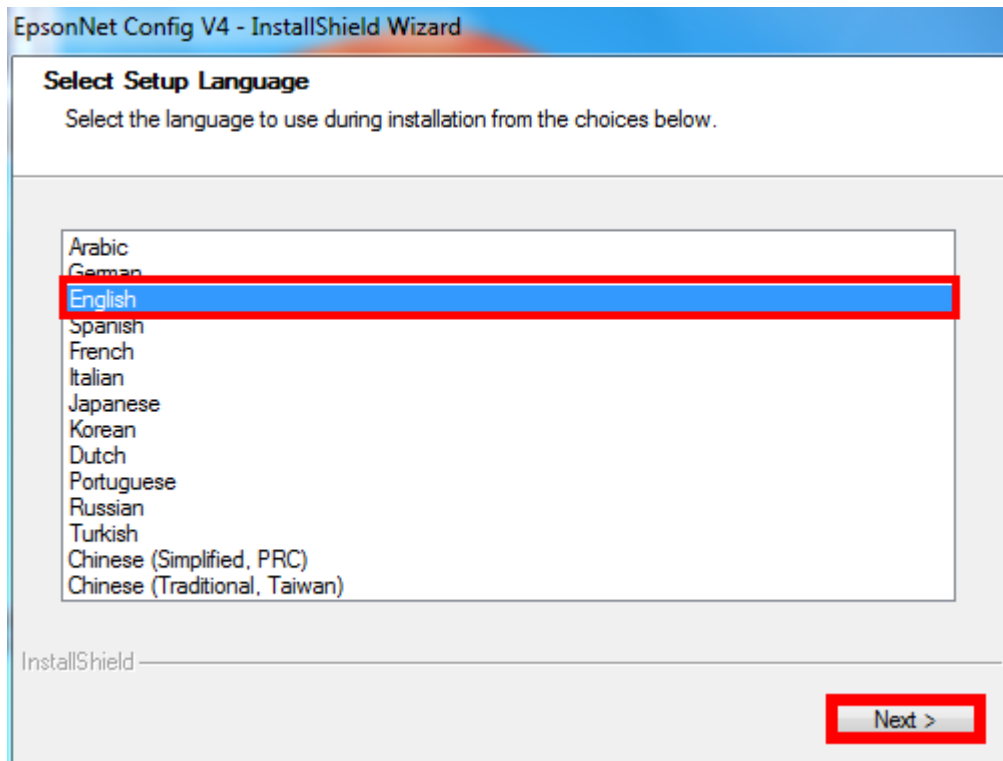 EpsonNet Config V4 - InstallShield Wizard
Select Setup Language
Select the language to use during installation from the choices below.
Arabic
German
English
Spanish
French
Italian
Japanese
Korean
Dutch
Portuguese
Russian
Turkish
Chinese (Simplified, PRC)
Chinese (Traditional, Taiwan)
InstallShield
Next >